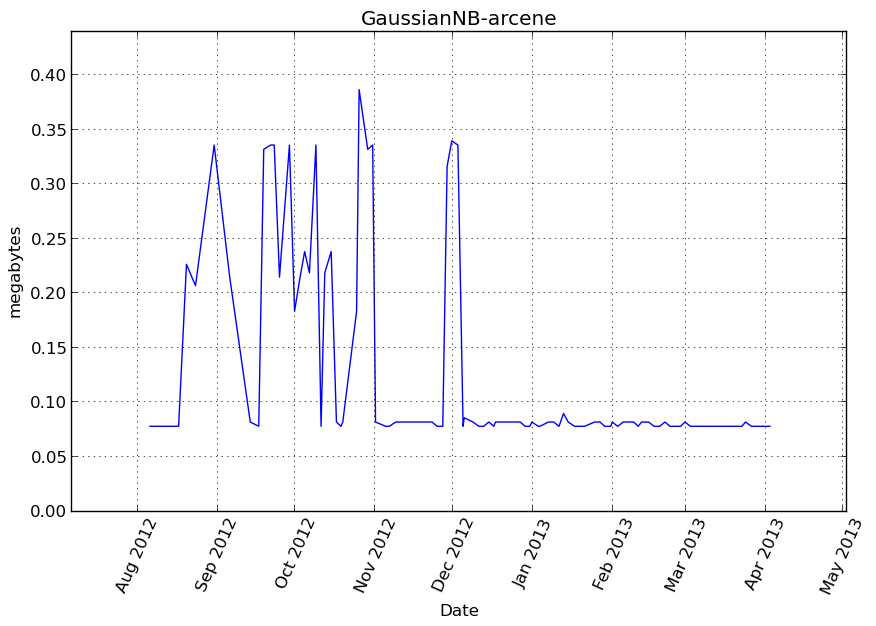 GaussianNB-arcene
megabytes
0.40
0.35
0.30
0.25
0.20
0.15
0.10
0.05
0.00
Aug 2012
Sep 2012
Oct 2012
Nov 2012
Dec 2012
Jan 2013
Feb 2013
Mar 2013
Apr 2013
May 2013
Date